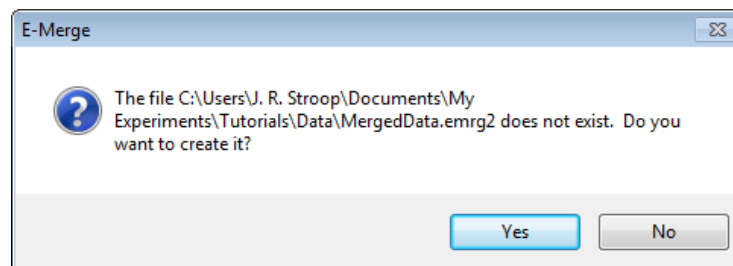 E-Merge
The file C:\Users\J. R. Stroop\Documents\My
Experiments\Tutorials\Data\MergedData.emrg2 does not exist.  Do you
want to create it?
Yes
No